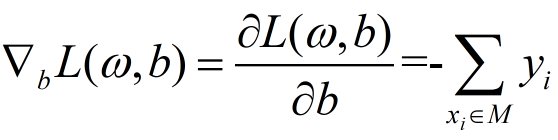 ∇_b L(ω,b) = ∂L(ω,b)/∂b =- ∑_{x_i∈M} y_i